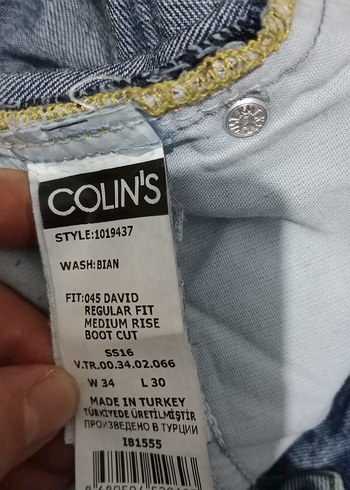 COLIN'S
STYLE:1019437
WASH:BIAN
FIT:045 DAVID
REGULAR FIT
MEDIUM RISE
BOOT CUT
SS16
V.TR.00.34.02.066
W 34 L 30
MADE IN TURKEY
TÜRKİYEDE ÜRETİLMİŞTİR
ПРОИЗВЕДЕНО В ТУРЦИИ
I81555